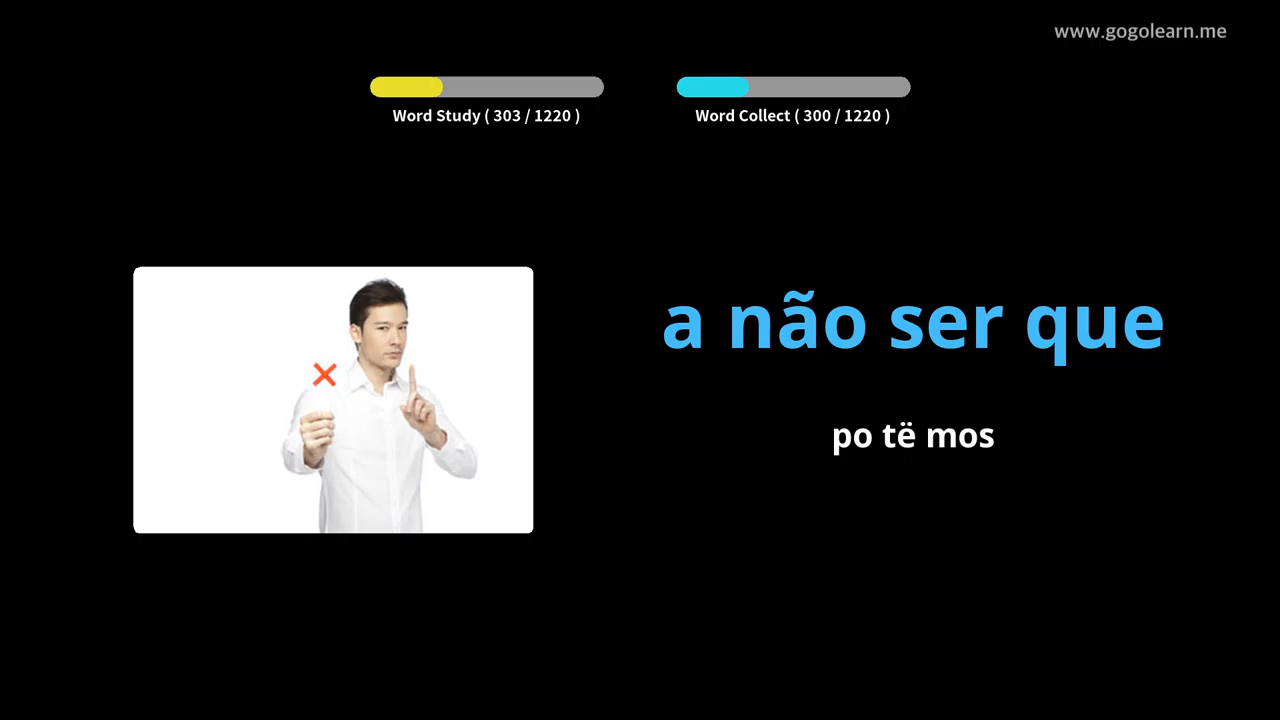 www.gogolearn.me
Word Study ( 303 / 1220 )
Word Collect ( 300 / 1220 )
a não ser que
po të mos